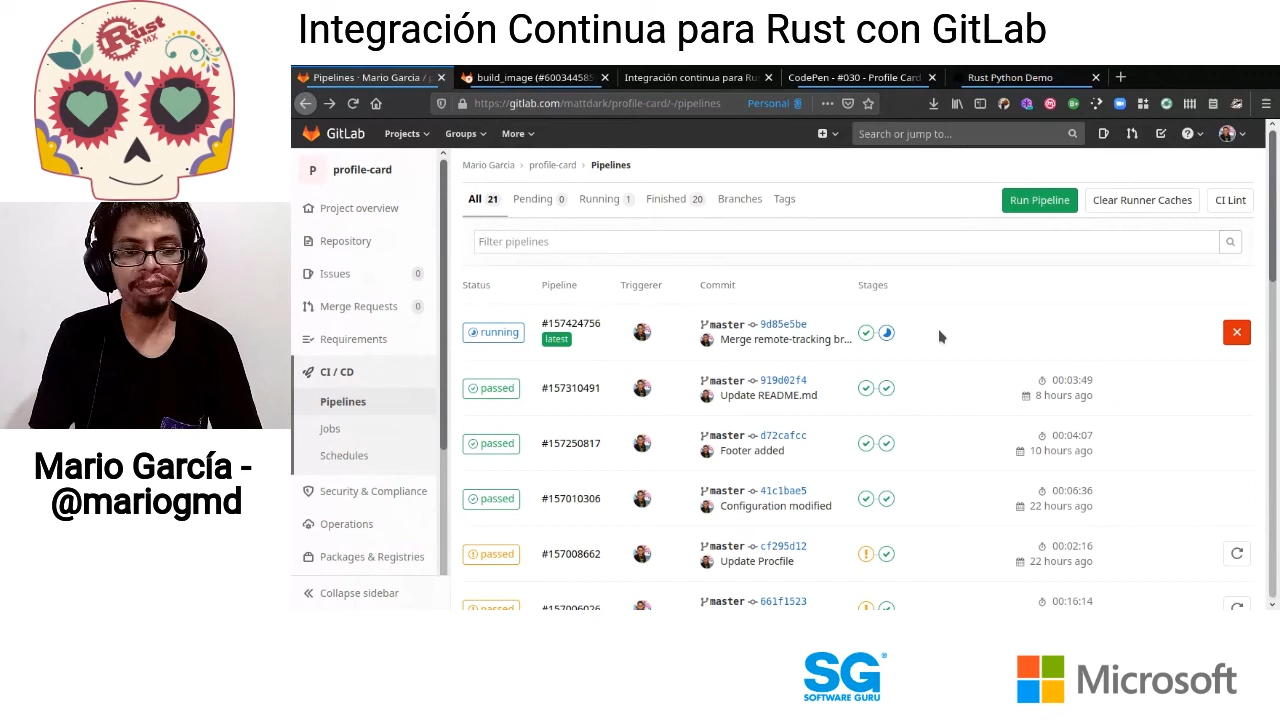 Integración Continua para Rust con GitLab
Rust
MX
Pipelines · Mario Garcia / p
build_image (#600344585
Integración continua para Ru
CodePen - #030 - Profile Card
Rust Python Demo
https://gitlab.com/mattdark/profile-card/-/pipelines
Personal
GitLab
Projects
Groups
More
Search or jump to...
P
profile-card
Project overview
Repository
Issues 0
Merge Requests 0
Requirements
CI / CD
Pipelines
Jobs
Schedules
Security & Compliance
Operations
Packages & Registries
Collapse sidebar
Mario Garcia › profile-card › Pipelines
All 21 Pending 0 Running 1 Finished 20 Branches Tags
Run Pipeline
Clear Runner Caches
CI Lint
Filter pipelines
Status Pipeline Triggerer Commit Stages
running #157424756 master 9d85e5be
latest Merge remote-tracking br...
passed #157310491 master 919d02f4 00:03:49
Update README.md 8 hours ago
passed #157250817 master d72cafcc 00:04:07
Footer added 10 hours ago
passed #157010306 master 41c1bae5 00:06:36
Configuration modified 22 hours ago
passed #157008662 master cf295d12 00:02:16
Update Procfile 22 hours ago
passed #157006026 master 661f1523 00:16:14
Mario García -
@mariogmd
SG
SOFTWARE GURU
Microsoft